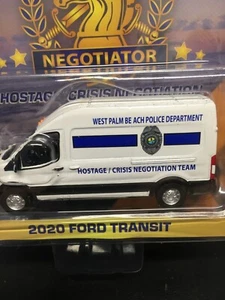 NEGOTIATOR
HOSTAGE / CRISIS NEGOTIATION
WEST PALM BE ACH POLICE DEPARTMENT
HOSTAGE / CRISIS NEGOTIATION TEAM
2020 FORD TRANSIT